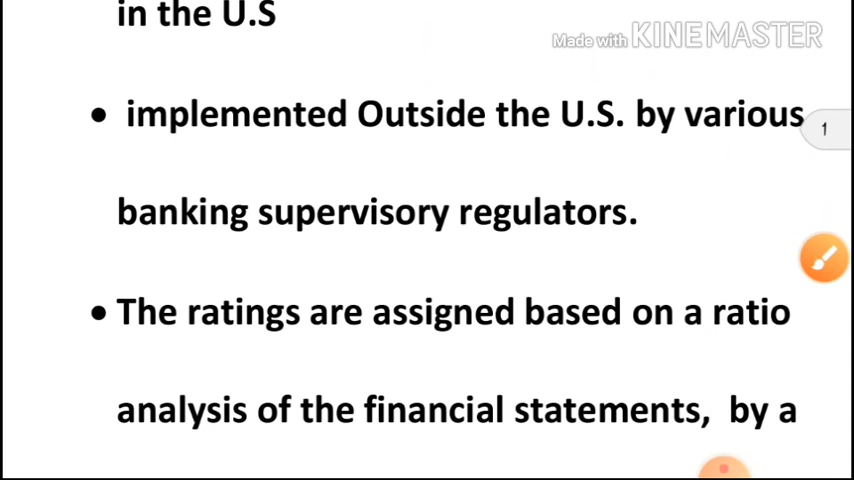 in the U.S
Made with KINEMASTER
• implemented Outside the U.S. by various
1
banking supervisory regulators.
• The ratings are assigned based on a ratio
analysis of the financial statements, by a